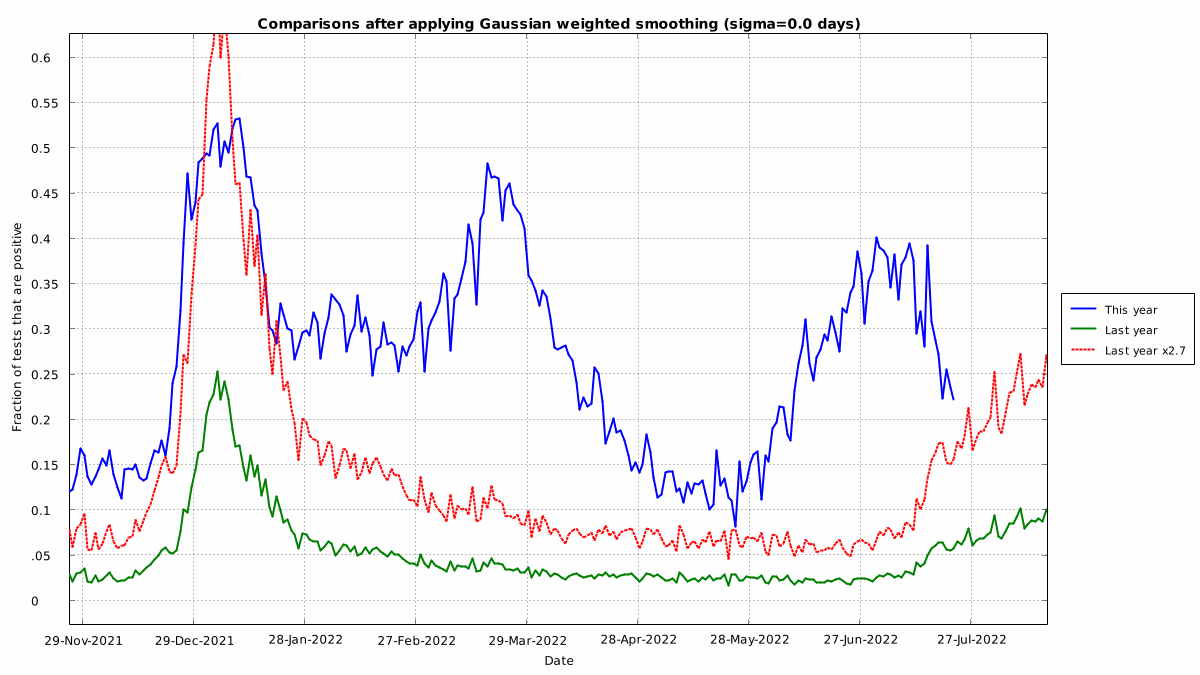 Comparisons after applying Gaussian weighted smoothing (sigma=0.0 days)
Fraction of tests that are positive
0.6
0.55
0.5
0.45
0.4
0.35
0.3
0.25
0.2
0.15
0.1
.05
0
29-Nov-2021
29-Dec-2021
28-Jan-2022
27-Feb-2022
29-Mar-2022
28-Apr-2022
28-May-2022
27-Jun-2022
27-Jul-2022
Date
This year
Last year
Last year x2.7